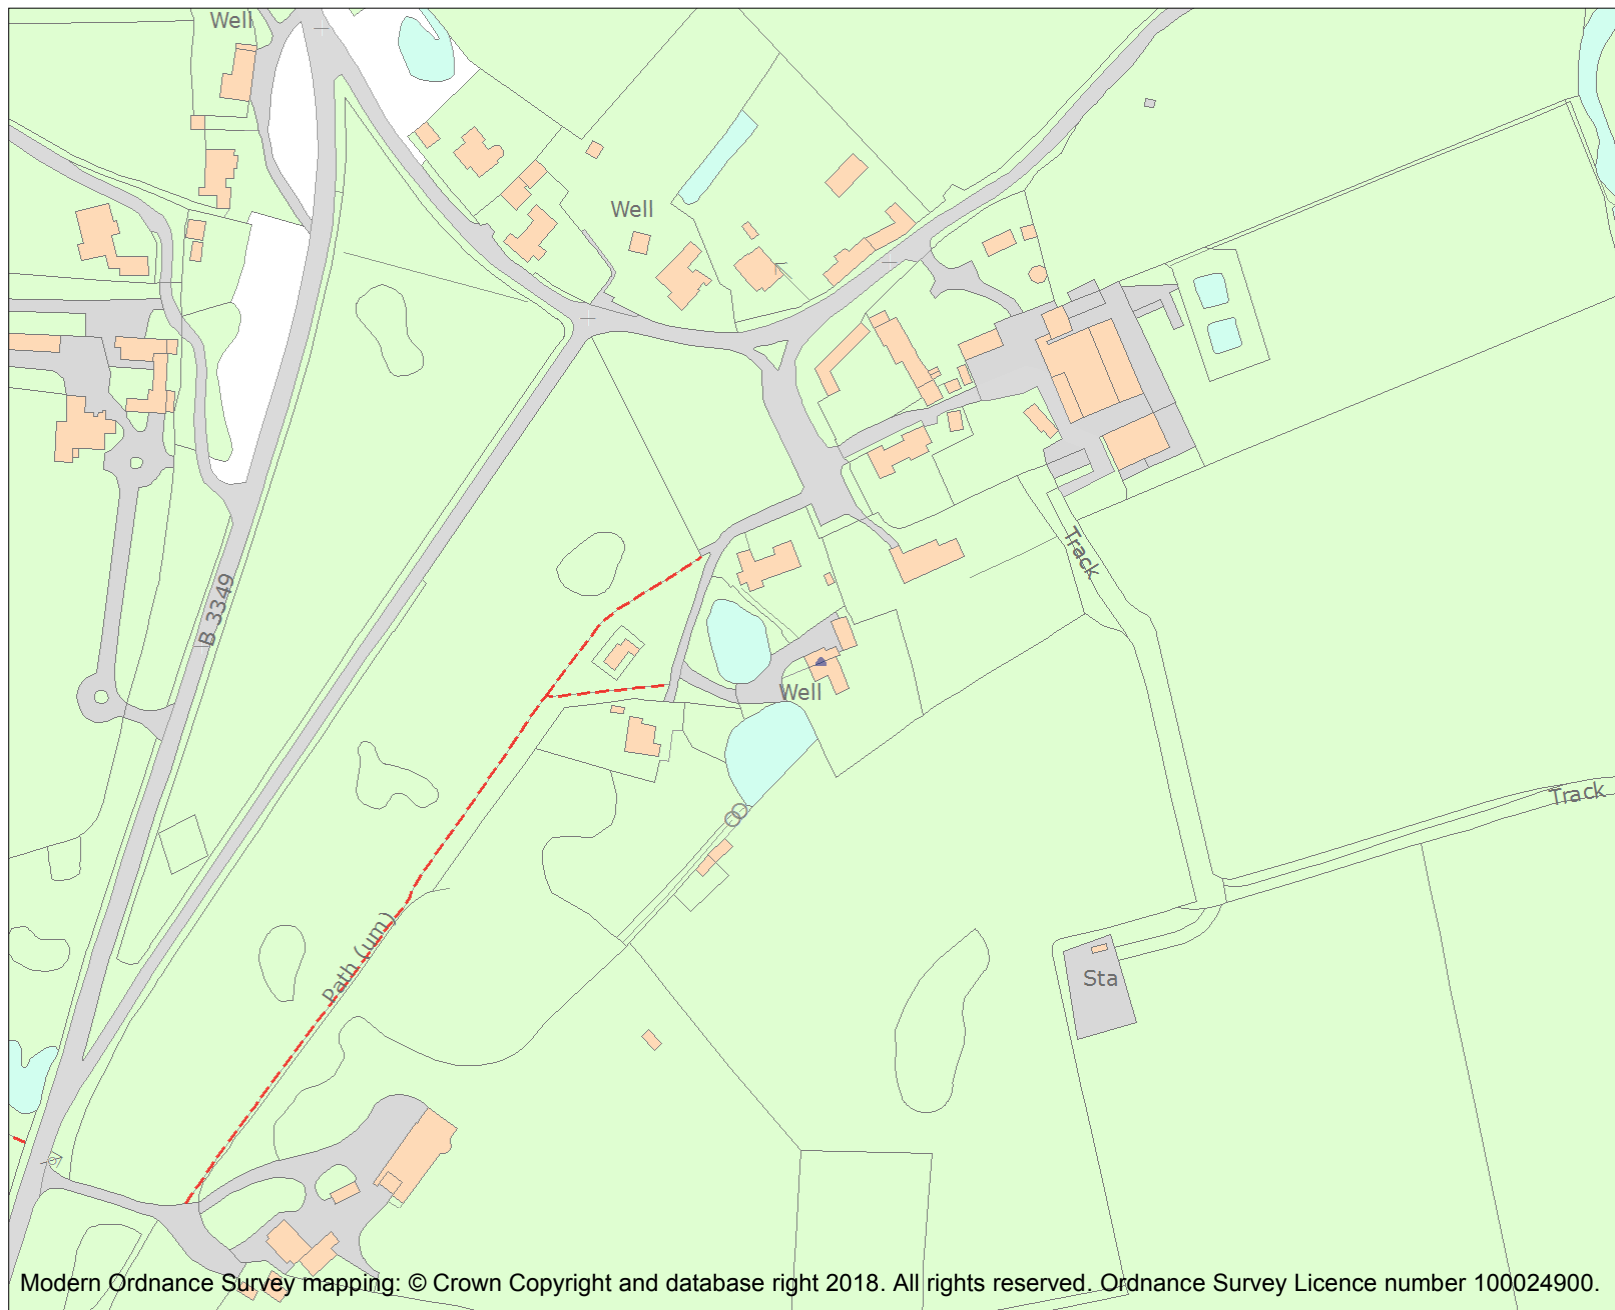 Well
Well
Track
B 3349
Well
Track
Path (um)
Sta
Modern Ordnance Survey mapping: © Crown Copyright and database right 2018. All rights reserved. Ordnance Survey Licence number 100024900.